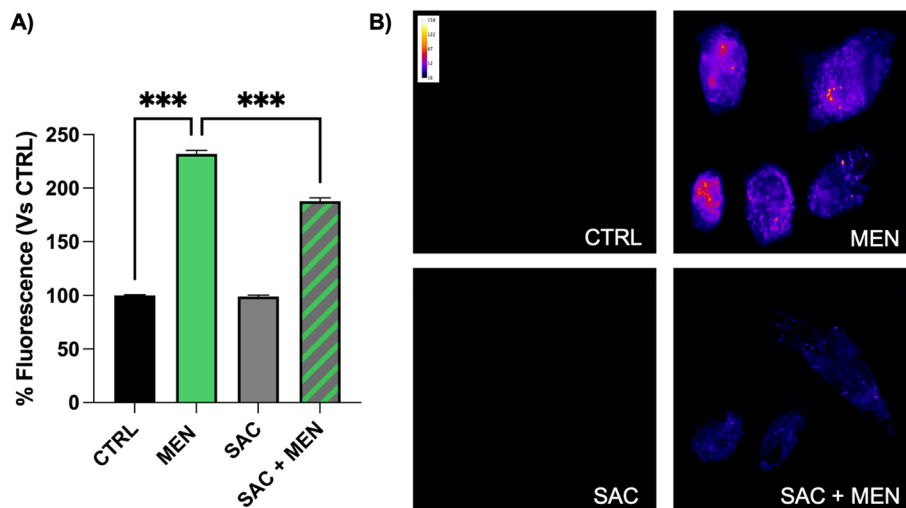 A)
B)
% Fluorescence (Vs CTRL)
250
200
150
100
50
0
***
***
CTRL
MEN
SAC
SAC + MEN
122
CTRL
MEN
SAC
SAC + MEN